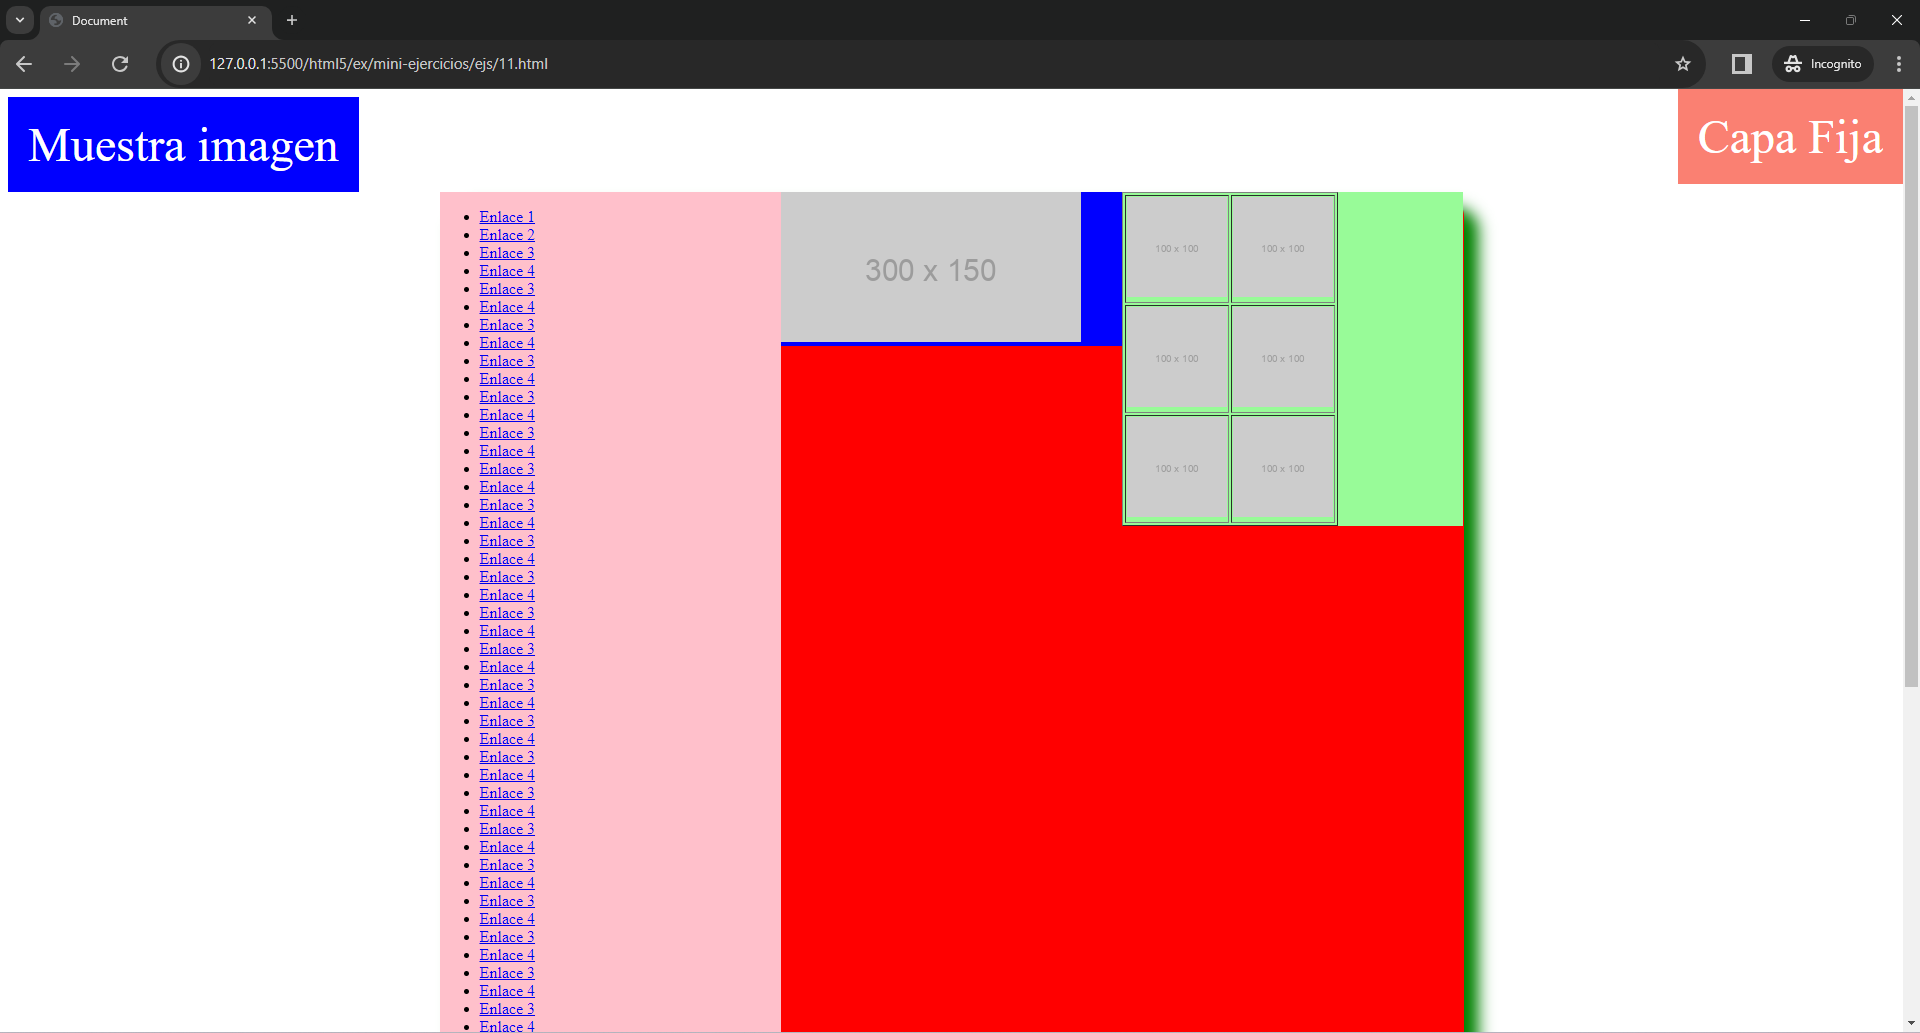 Document
127.0.0.1:5500/html5/ex/mini-ejercicios/ejs/11.html
Incognito
Muestra imagen
Capa Fija
Enlace 1
Enlace 2
Enlace 3
Enlace 4
Enlace 3
Enlace 4
Enlace 3
Enlace 4
Enlace 3
Enlace 4
Enlace 3
Enlace 4
Enlace 3
Enlace 4
Enlace 3
Enlace 4
Enlace 3
Enlace 4
Enlace 3
Enlace 4
Enlace 3
Enlace 4
Enlace 3
Enlace 4
Enlace 3
Enlace 4
Enlace 3
Enlace 4
Enlace 3
Enlace 4
Enlace 3
Enlace 4
Enlace 3
Enlace 4
Enlace 3
Enlace 4
Enlace 3
Enlace 4
Enlace 3
Enlace 4
Enlace 3
Enlace 4
Enlace 3
Enlace 4
Enlace 3
Enlace 4
300 x 150
100 x 100
100 x 100
100 x 100
100 x 100
100 x 100
100 x 100